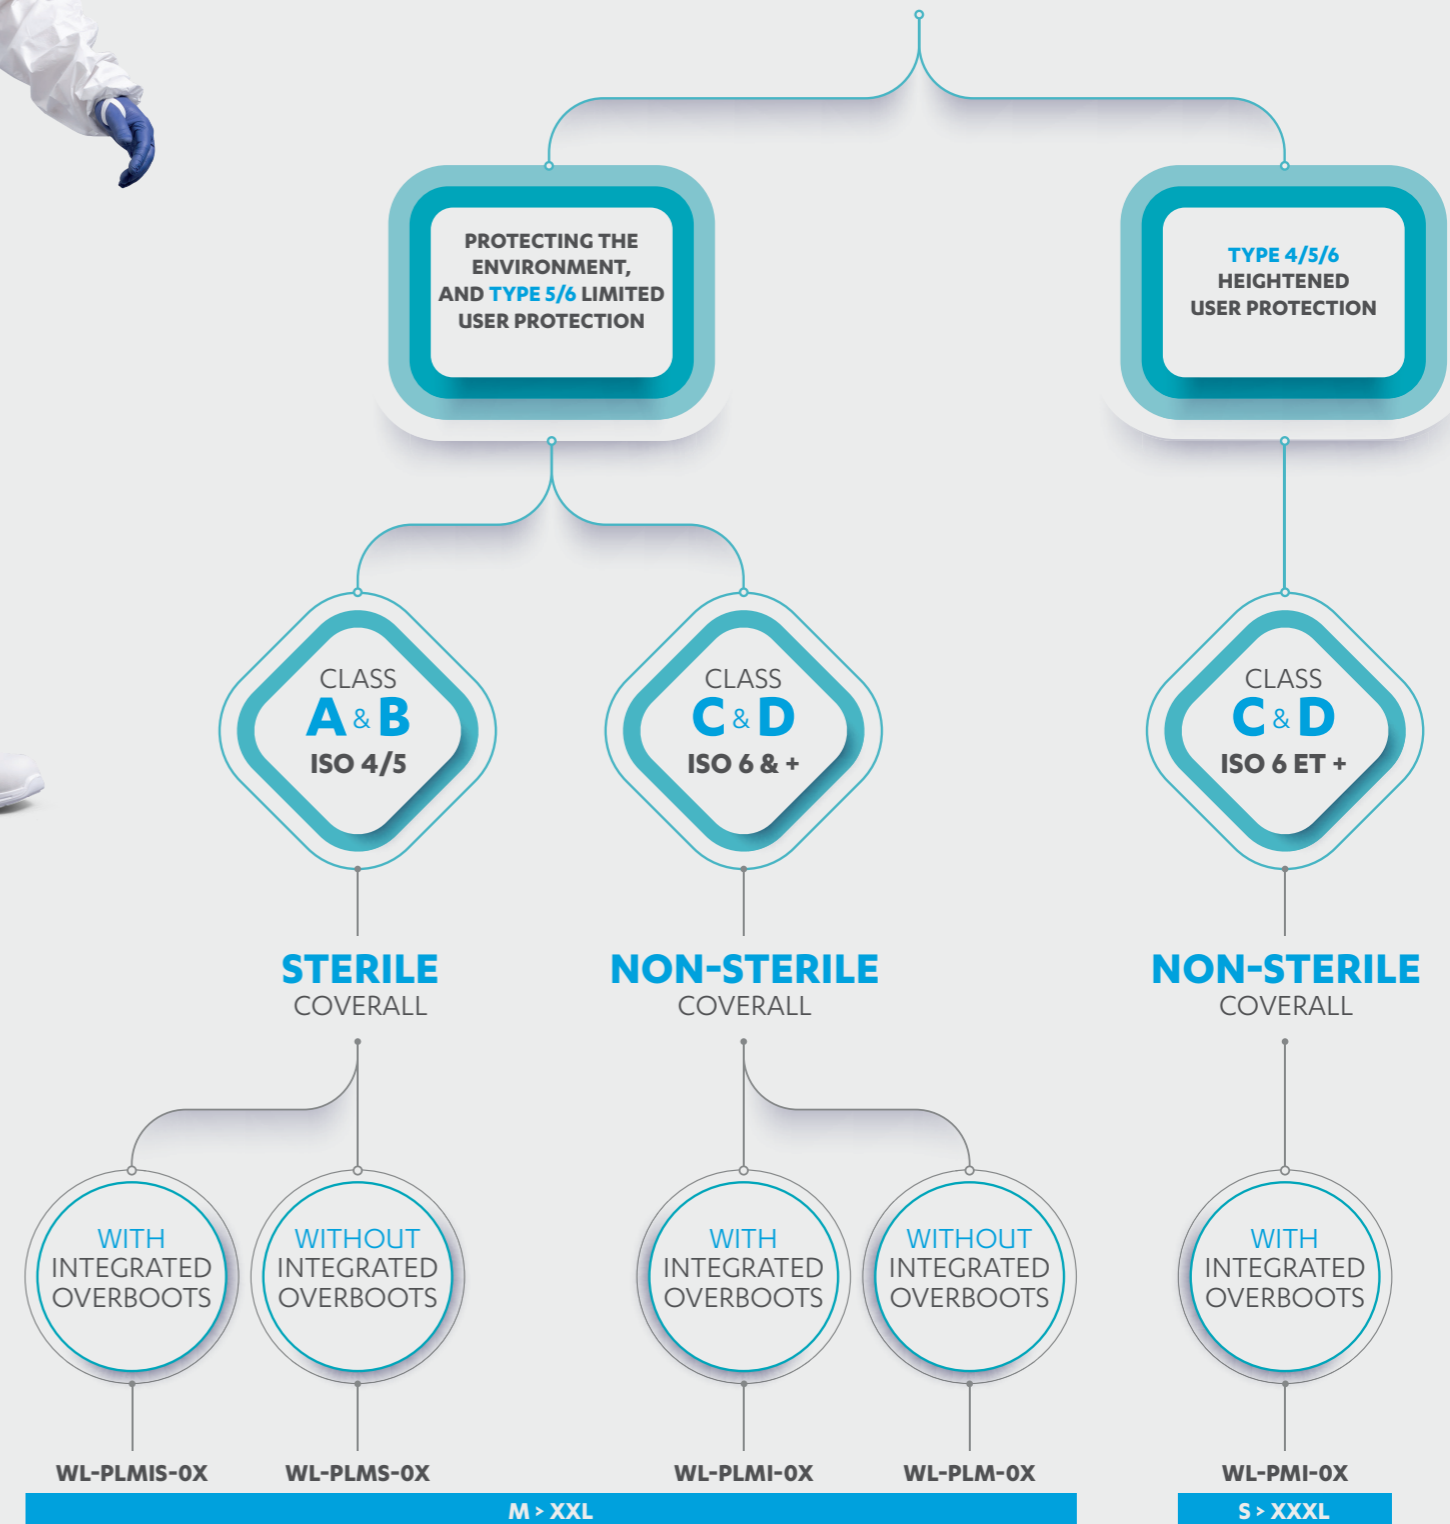 PROTECTING THE
ENVIRONMENT,
AND TYPE 5/6 LIMITED
USER PROTECTION
TYPE 4/5/6
HEIGHTENED
USER PROTECTION
CLASS
A & B
ISO 4/5
CLASS
C & D
ISO 6 & +
CLASS
C & D
ISO 6 ET +
STERILE
COVERALL
NON-STERILE
COVERALL
NON-STERILE
COVERALL
WITH
INTEGRATED
OVERBOOTS
WITHOUT
INTEGRATED
OVERBOOTS
WITH
INTEGRATED
OVERBOOTS
WITHOUT
INTEGRATED
OVERBOOTS
WITH
INTEGRATED
OVERBOOTS
WL-PLMIS-0X
WL-PLMS-0X
WL-PLMI-0X
WL-PLM-0X
WL-PMI-0X
M > XXL
S > XXXL